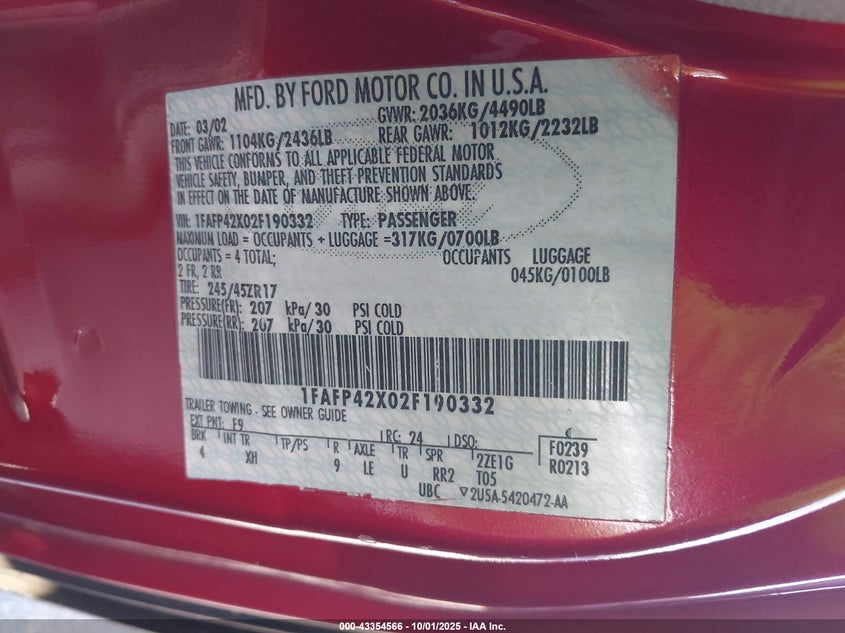 MFD. BY FORD MOTOR CO. IN U.S.A.
DATE: 03/02 GVWR: 2036KG/4490LB
FRONT GAWR: 1104KG/2436LB REAR GAWR: 1012KG/2232LB
THIS VEHICLE CONFORMS TO ALL APPLICABLE FEDERAL MOTOR
VEHICLE SAFETY, BUMPER, AND THEFT PREVENTION STANDARDS
IN EFFECT ON THE DATE OF MANUFACTURE SHOWN ABOVE.
VIN: 1FAFP42X02F190332 TYPE: PASSENGER
MAXIMUM LOAD = OCCUPANTS + LUGGAGE =317KG/0700LB
OCCUPANTS = 4 TOTAL; OCCUPANTS LUGGAGE
2 FR, 2 RR 045KG/0100LB
TIRE: 245/45ZR17
PRESSURE(FR) 207 kPa/30 PSI COLD
PRESSURE(RR) 207 kPa/30 PSI COLD
1FAFP42X02F190332
TRAILER TOWING - SEE OWNER GUIDE
EXT PNT: F9 RC: 24 DSO:
BRK INT TR TP/PS R AXLE TR SPR 2ZE1G F0239
4 XH 9 LE U RR2 T05 R0213
UBC ▽2U5A-5420472-AA
000-43354566 - 10/01/2025 - IAA Inc.